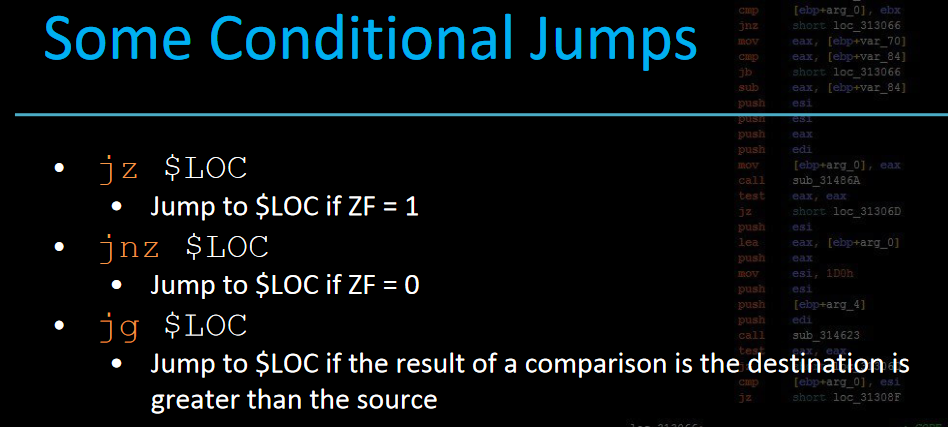 Some Conditional Jumps
• jz $LOC
• Jump to $LOC if ZF = 1
• jnz $LOC
• Jump to $LOC if ZF = 0
• jg $LOC
• Jump to $LOC if the result of a comparison is the destination is
greater than the source
cmp [ebp+arg_0], ebx
jnz short loc_313066
mov eax, [ebp+var_70]
cmp eax, [ebp+var_84]
jb short loc_313066
sub eax, [ebp+var_84]
push esi
push esi
push eax
push edi
mov [ebp+arg_0], eax
call sub_31486A
test eax, eax
jz short loc_31306D
push esi
lea eax, [ebp+arg_0]
push eax
mov esi, 1D0h
push esi
push [ebp+arg_4]
push edi
call sub_314623
test eax, eax
cmp [ebp+arg_0], esi
jz short loc_31308F